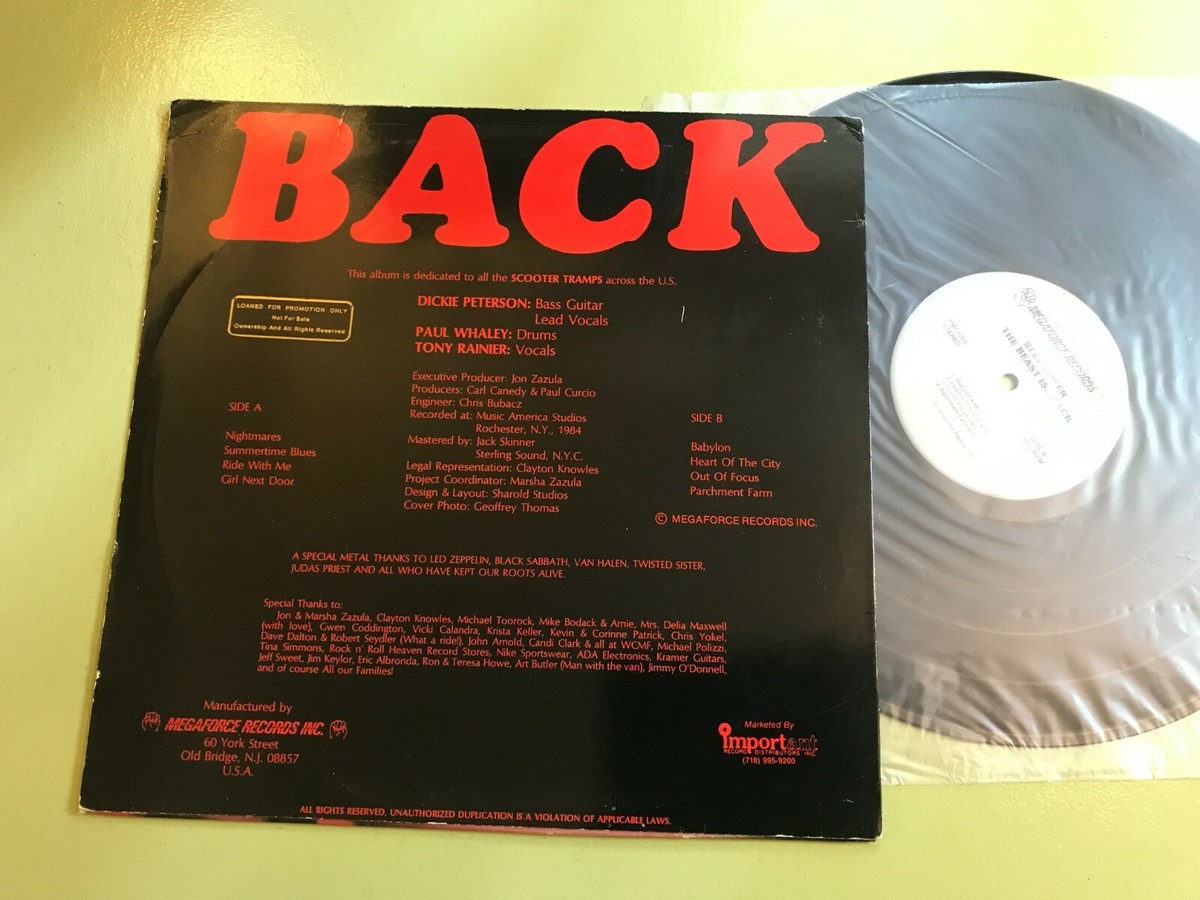 BACK
This album is dedicated to all the SCOOTER TRAMPS across the U.S.
LOANED FOR PROMOTION ONLY
Not For Sale
Ownership And All Rights Reserved
DICKIE PETERSON: Bass Guitar
Lead Vocals
PAUL WHALEY: Drums
TONY RAINIER: Vocals
Executive Producer: Jon Zazula
Producers: Carl Canedy & Paul Curcio
Engineer: Chris Bubacz
Recorded at: Music America Studios
Rochester, N.Y., 1984
Mastered by: Jack Skinner
Sterling Sound, N.Y.C.
Legal Representation: Clayton Knowles
Project Coordinator: Marsha Zazula
Design & Layout: Sharold Studios
Cover Photo: Geoffrey Thomas
SIDE A
Nightmares
Summertime Blues
Ride With Me
Girl Next Door
SIDE B
Babylon
Heart Of The City
Out Of Focus
Parchment Farm
© MEGAFORCE RECORDS INC.
A SPECIAL METAL THANKS TO LED ZEPPELIN, BLACK SABBATH, VAN HALEN, TWISTED SISTER,
JUDAS PRIEST AND ALL WHO HAVE KEPT OUR ROOTS ALIVE.
Special Thanks to:
Jon & Marsha Zazula, Clayton Knowles, Michael Toorock, Mike Bodack & Arnie, Mrs. Delia Maxwell
(with love), Gwen Coddington, Vicki Calandra, Krista Keller, Kevin & Corinne Patrick, Chris Yokel,
Dave Dalton & Robert Seydler (What a ride!), John Arnold, Candi Clark & all at WCMF, Michael Polizzi,
Tina Simmons, Rock n' Roll Heaven Record Stores, Nike Sportswear, ADA Electronics, Kramer Guitars,
Jeff Sweet, Jim Keylor, Eric Albronda, Ron & Teresa Howe, Art Butler (Man with the van), Jimmy O'Donnell,
and of course All our Families!
Manufactured by
MEGAFORCE RECORDS INC.
60 York Street
Old Bridge, N.J. 08857
U.S.A.
Marketed By
important
RECORD DISTRIBUTORS INC.
(718) 995-9200
ALL RIGHTS RESERVED, UNAUTHORIZED DUPLICATION IS A VIOLATION OF APPLICABLE LAWS.
MEGAFORCE RECORDS
BLUE CHEER
THE BEAST IS...BACK
STEREO